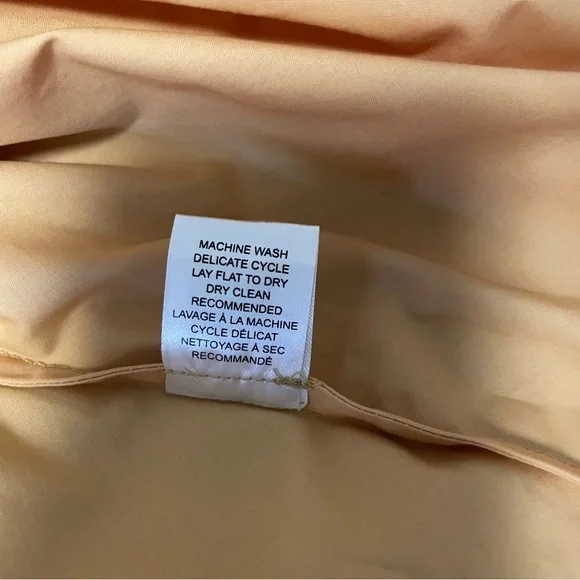 MACHINE WASH
DELICATE CYCLE
LAY FLAT TO DRY
DRY CLEAN
RECOMMENDED
LAVAGE À LA MACHINE
CYCLE DÉLICAT
NETTOYAGE À SEC
RECOMMANDÉ